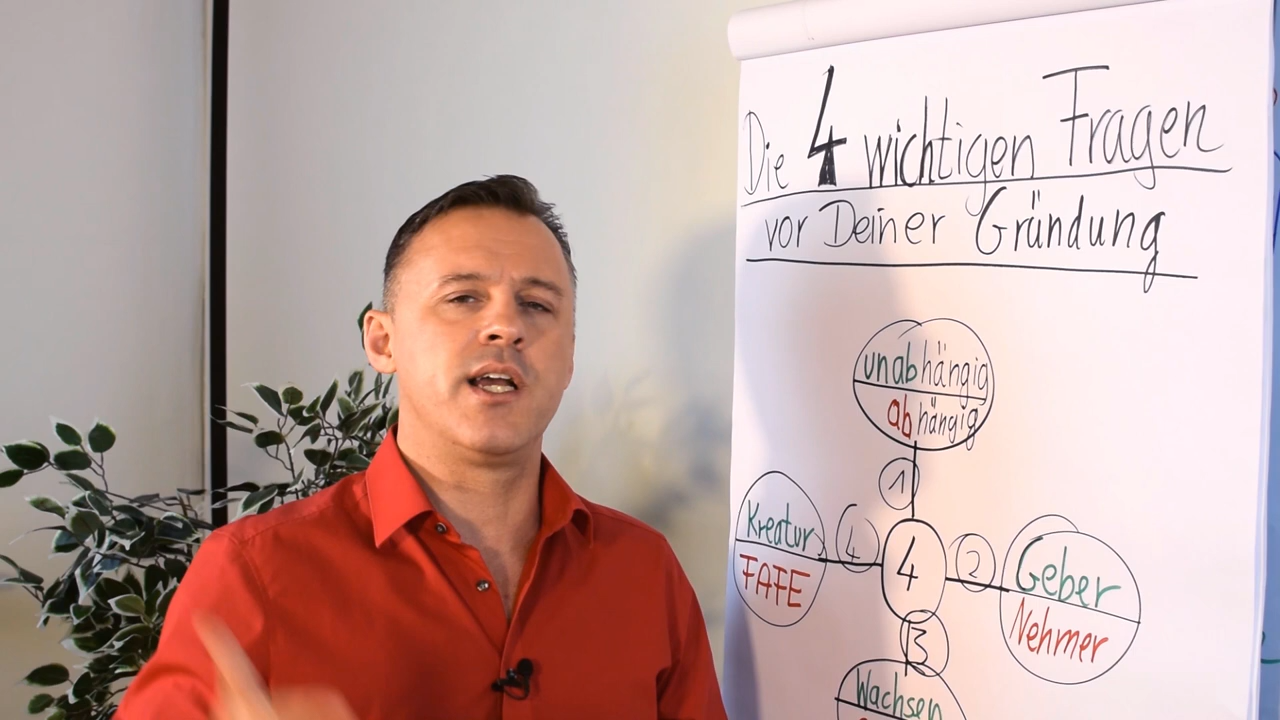 Die 4 wichtigen Fragen
vor Deiner Gründung
unabhängig
abhängig
1
Kreatur
FAFE
4
4
2
Geber
Nehmer
3
Wachsen